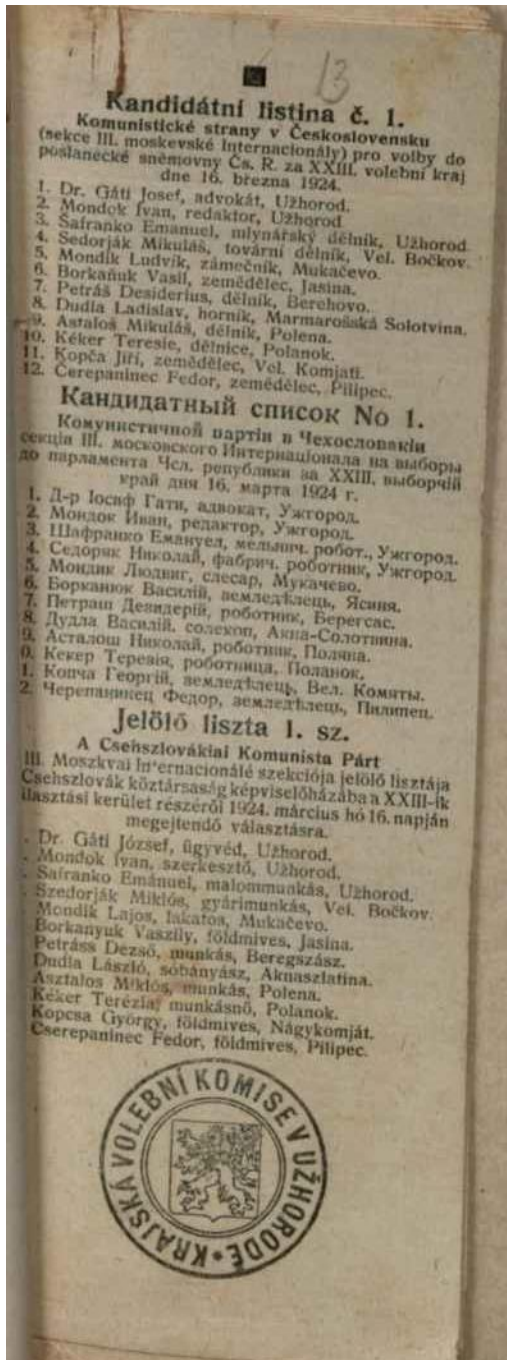 13
Kandidátní listina č. 1.
Komunistické strany v Československu
(sekce III. moskevské Internacionály) pro volby do
poslanecké sněmovny Čs. R. za XXIII. volební kraj
dne 16. března 1924.
1. Dr. Gáti Josef, advokát, Užhorod.
2. Mondok Ivan, redaktor, Užhorod
3. Šafranko Emanuel, mlynářský dělník, Užhorod
4. Sedorják Mikuláš, tovární dělník, Vel. Bočkov.
5. Mondik Ludvík, zámečník, Mukačevo.
6. Borkaňuk Vasil, zemědělec, Jasina.
7. Petráš Desiderius, dělník, Berehovo.
8. Dudla Ladislav, horník, Marmarošská Solotvina.
9. Astaloš Mikuláš, dělník, Polena.
10. Kéker Teresie, dělnice, Polanok.
11. Kopča Jiří, zemědělec, Vel. Komjati.
12. Čerepaninec Fedor, zemědělec, Pilipec.
Кандидатный список No 1.
Комунистичной партіи в Чехословакіи
секціи III. московского Интернаціонала на выборы
до парламента Чсл. републики за XXIII. выборчій
край дня 16. марта 1924 г.
1. Д-р Іосиф Гати, адвокат, Ужгород.
2. Мондок Иван, редактор, Ужгород.
3. Шафранко Емануел, мельнич. робот., Ужгород.
4. Седоряк Николай, фабрич. роботник, Ужгород.
5. Мондик Людвиг, слесар, Мукачево.
6. Борканюк Василій, земледѣлець, Ясиня.
7. Петраш Дезидерій, роботник, Берегсас.
8. Дудла Василій, солекоп, Акна-Солотвина.
9. Асталош Николай, роботник, Поляна.
0. Кекер Терезія, роботница, Поланок.
1. Копча Георгій, земледѣлець, Вел. Комяты.
2. Черепанинец Федор, земледѣлець, Пилипец.
Jelölő liszta 1. sz.
A Csehszlovákiai Komunista Párt
III. Moszkvai Internacionálé szekciója jelölő lisztája
Csehszlovák köztársaság képviselőházába a XXIII-ik
választási kerület részéről 1924. március hó 16. napján
megejtendő választásra.
. Dr. Gáti József, ügyvéd, Užhorod.
. Mondok Ivan, szerkesztő, Užhorod.
. Šafranko Emánuel, malommunkás, Užhorod.
. Szedorják Miklós, gyárimunkás, Vel. Bočkov.
Mondik Lajos, lakatos, Mukačevo.
Borkanyuk Vaszily, földmives, Jasina.
Petráss Dezső, munkás, Beregszász.
Dudla László, sóbányász, Aknaszlatina.
Asztalos Miklós, munkás, Polena.
Kéker Terézia, munkásnő, Polanok.
Kopcsa György, földmives, Nágykomját.
Cserepaninec Fedor, földmives, Pilipec.
KRAJSKÁ VOLEBNÍ KOMISE V UŽHORODĚ